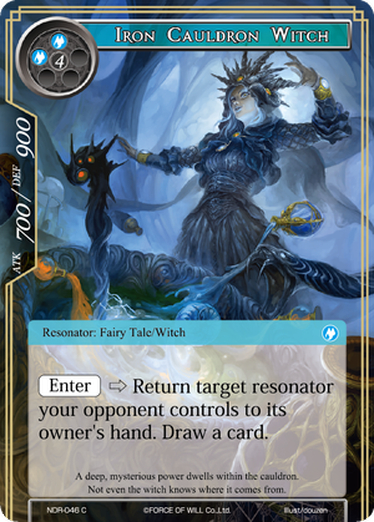 Iron Cauldron Witch
4
ATK 700 / DEF 900
Resonator: Fairy Tale/Witch
Enter ⇨ Return target resonator
your opponent controls to its
owner's hand. Draw a card.
A deep, mysterious power dwells within the cauldron.
Not even the witch knows where it comes from.
NDR-046 C ©FORCE OF WILL Co.,Ltd. Illust/douzen